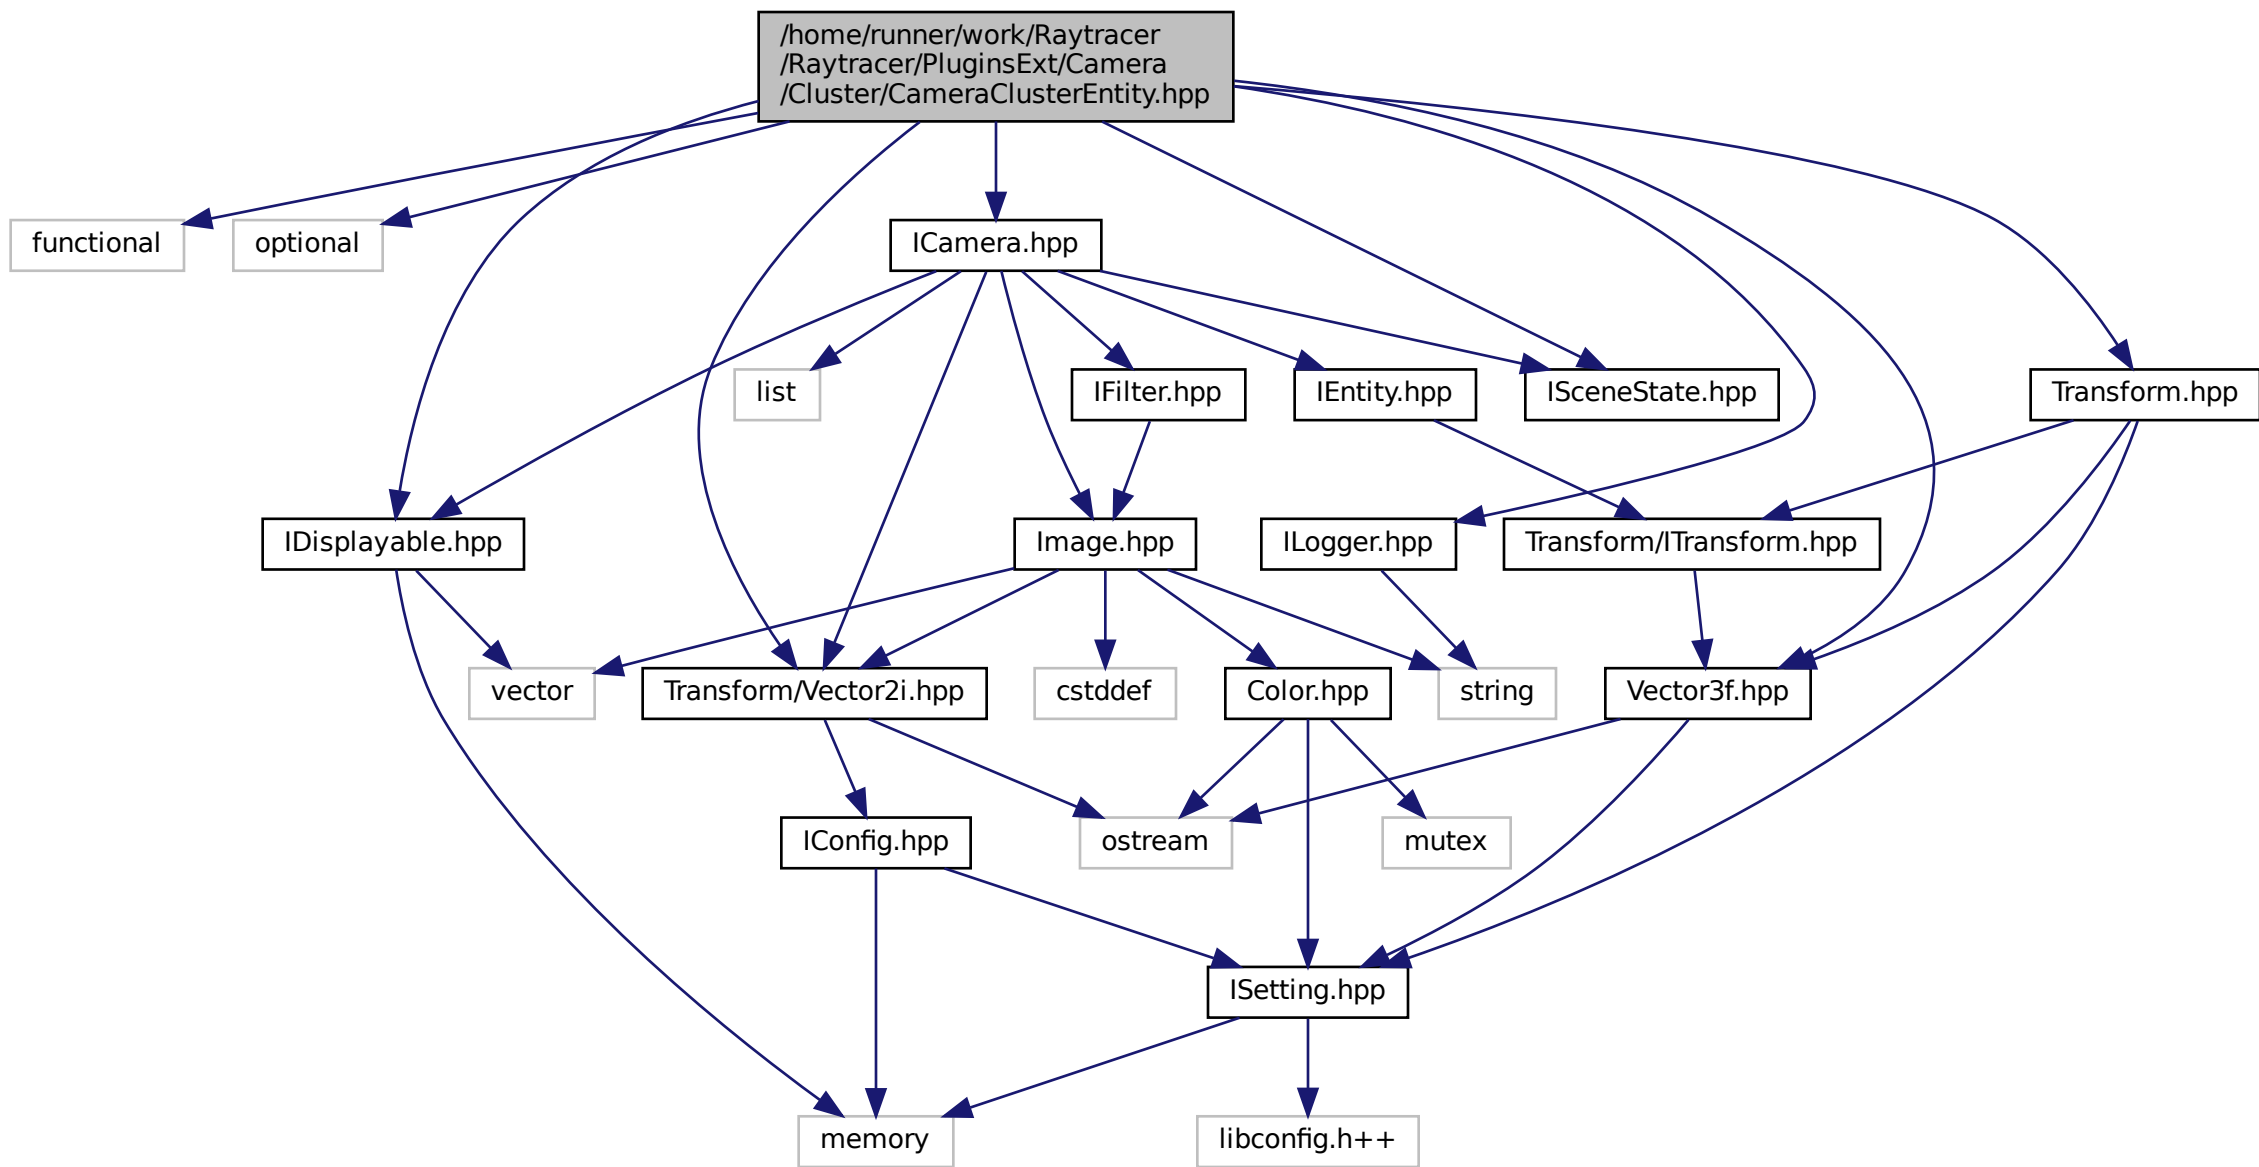 /home/runner/work/Raytracer
/Raytracer/PluginsExt/Camera
/Cluster/CameraClusterEntity.hpp
functional
optional
ICamera.hpp
list
IFilter.hpp
IEntity.hpp
ISceneState.hpp
Transform.hpp
IDisplayable.hpp
Image.hpp
ILogger.hpp
Transform/ITransform.hpp
vector
Transform/Vector2i.hpp
cstddef
Color.hpp
string
Vector3f.hpp
IConfig.hpp
ostream
mutex
ISetting.hpp
memory
libconfig.h++